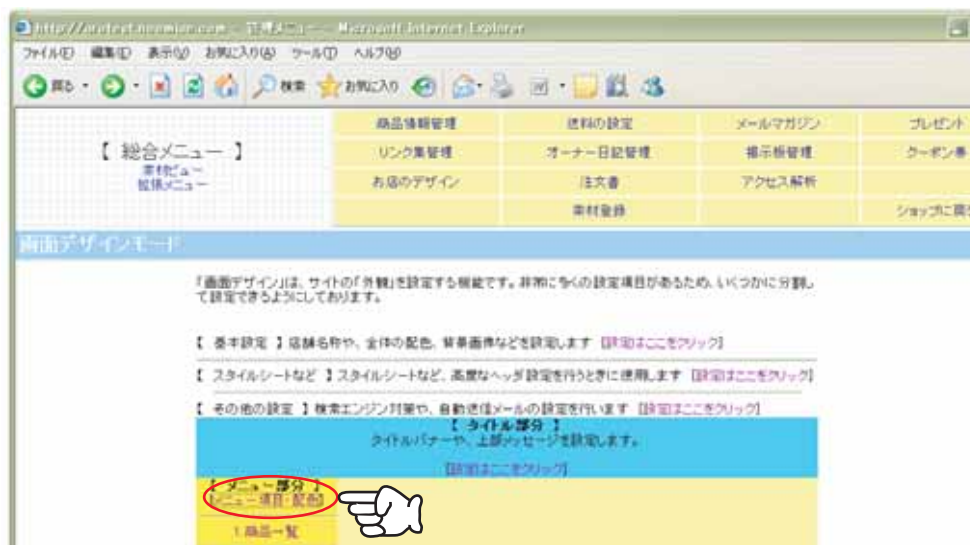 管理メニュー - Microsoft Internet Explorer
ファイル(F) 編集(E) 表示(V) お気に入り(A) ツール(T) ヘルプ(H)
戻る 検索 お気に入り
商品情報管理 送料の設定 メールマガジン プレゼント
【 総合メニュー 】 リンク集管理 オーナー日記管理 掲示板管理 クーポン券
素材ビュー
拡張メニュー お店のデザイン 注文書 アクセス解析
素材登録 ショップに戻
画面デザインモード
「画面デザイン」は、サイトの「外観」を設定する機能です。非常に多くの設定項目があるため、いくつかに分割し
て設定できるようにしております。
【 基本設定 】店舗名称や、全体の配色、背景画像などを設定します [設定はここをクリック]
【 スタイルシートなど 】スタイルシートなど、高度なヘッダ設定を行うときに使用します [設定はここをクリック]
【 その他の設定 】検索エンジン対策や、自動送信メールの設定を行います [設定はここをクリック]
【 タイトル部分 】
タイトルバナーや、上部メッセージを設定します。
[設定はここをクリック]
【 メニュー部分 】
[メニュー項目・配色]
1.商品一覧